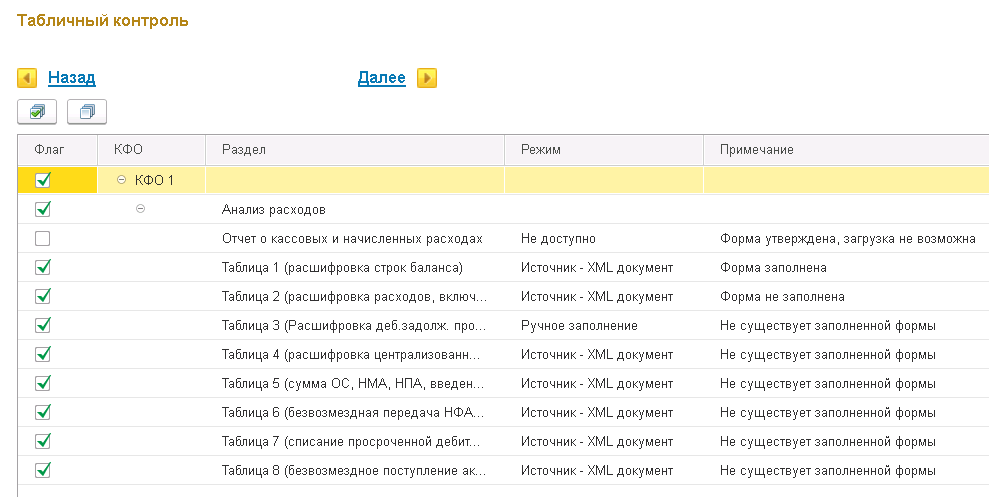 Табличный контроль
Назад Далее
Флаг КФО Раздел Режим Примечание
КФО 1
Анализ расходов
Отчет о кассовых и начисленных расходах Не доступно Форма утверждена, загрузка не возможна
Таблица 1 (расшифровка строк баланса) Источник - XML документ Форма заполнена
Таблица 2 (расшифровка расходов, включ... Источник - XML документ Форма не заполнена
Таблица 3 (Расшифровка деб.задолж. про... Ручное заполнение Не существует заполненной формы
Таблица 4 (расшифровка централизованн... Источник - XML документ Не существует заполненной формы
Таблица 5 (сумма ОС, НМА, НПА, введен... Источник - XML документ Не существует заполненной формы
Таблица 6 (безвозмездная передача НФА... Источник - XML документ Не существует заполненной формы
Таблица 7 (списание просроченной дебит... Источник - XML документ Не существует заполненной формы
Таблица 8 (безвозмездное поступление ак... Источник - XML документ Не существует заполненной формы